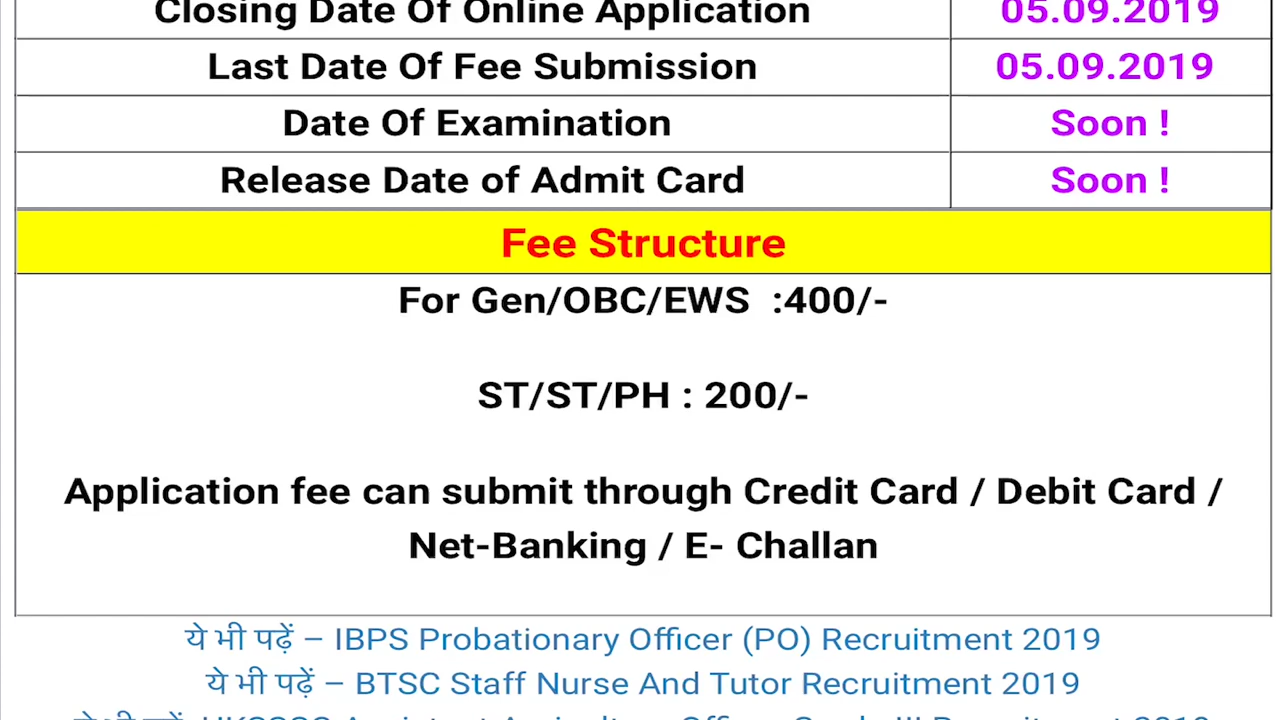 Closing Date Of Online Application 05.09.2019
Last Date Of Fee Submission 05.09.2019
Date Of Examination Soon !
Release Date of Admit Card Soon !
Fee Structure
For Gen/OBC/EWS :400/-
ST/ST/PH : 200/-
Application fee can submit through Credit Card / Debit Card /
Net-Banking / E- Challan
ये भी पढ़ें – IBPS Probationary Officer (PO) Recruitment 2019
ये भी पढ़ें – BTSC Staff Nurse And Tutor Recruitment 2019